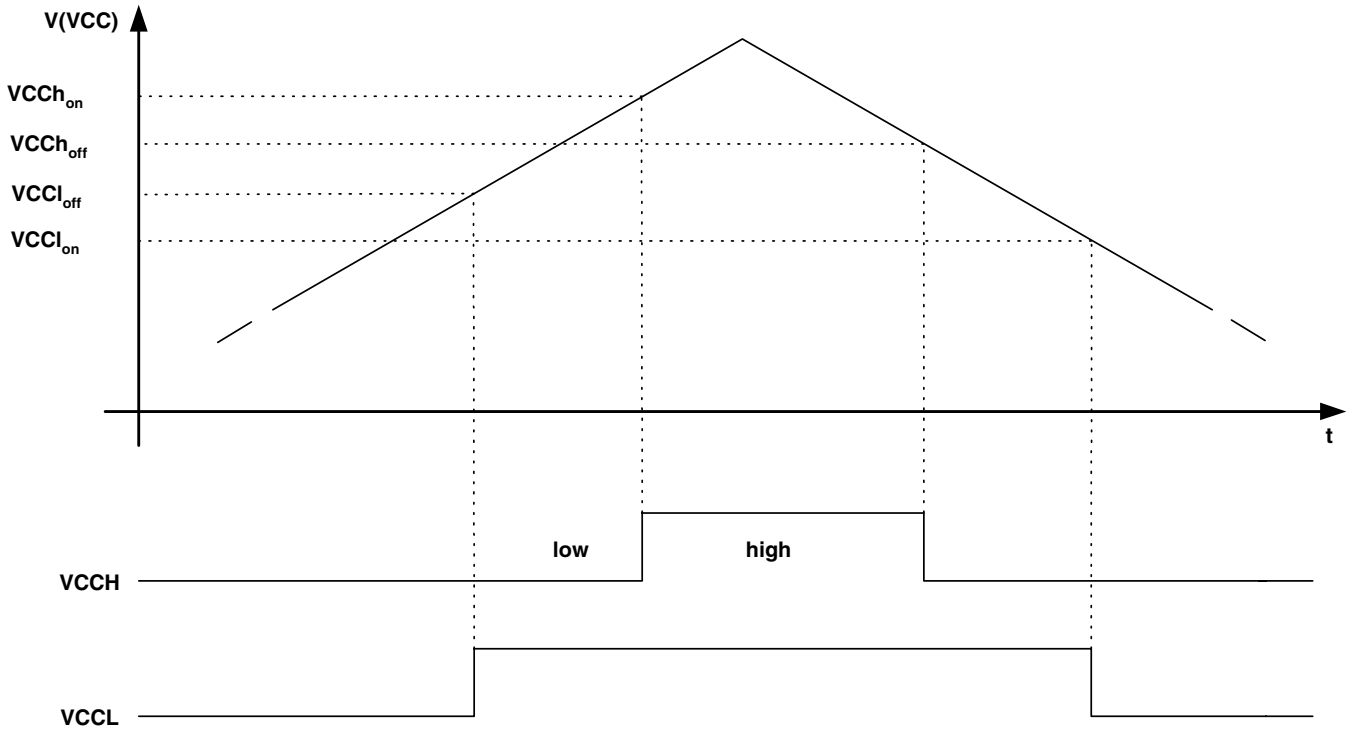 V(VCC)
VCCh_on
VCCh_off
VCCl_off
VCCl_on
t
low high
VCCH
VCCL